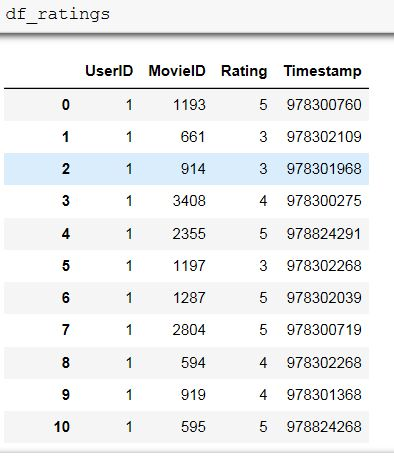 df_ratings
UserID MovieID Rating Timestamp
0 1 1193 5 978300760
1 1 661 3 978302109
2 1 914 3 978301968
3 1 3408 4 978300275
4 1 2355 5 978824291
5 1 1197 3 978302268
6 1 1287 5 978302039
7 1 2804 5 978300719
8 1 594 4 978302268
9 1 919 4 978301368
10 1 595 5 978824268